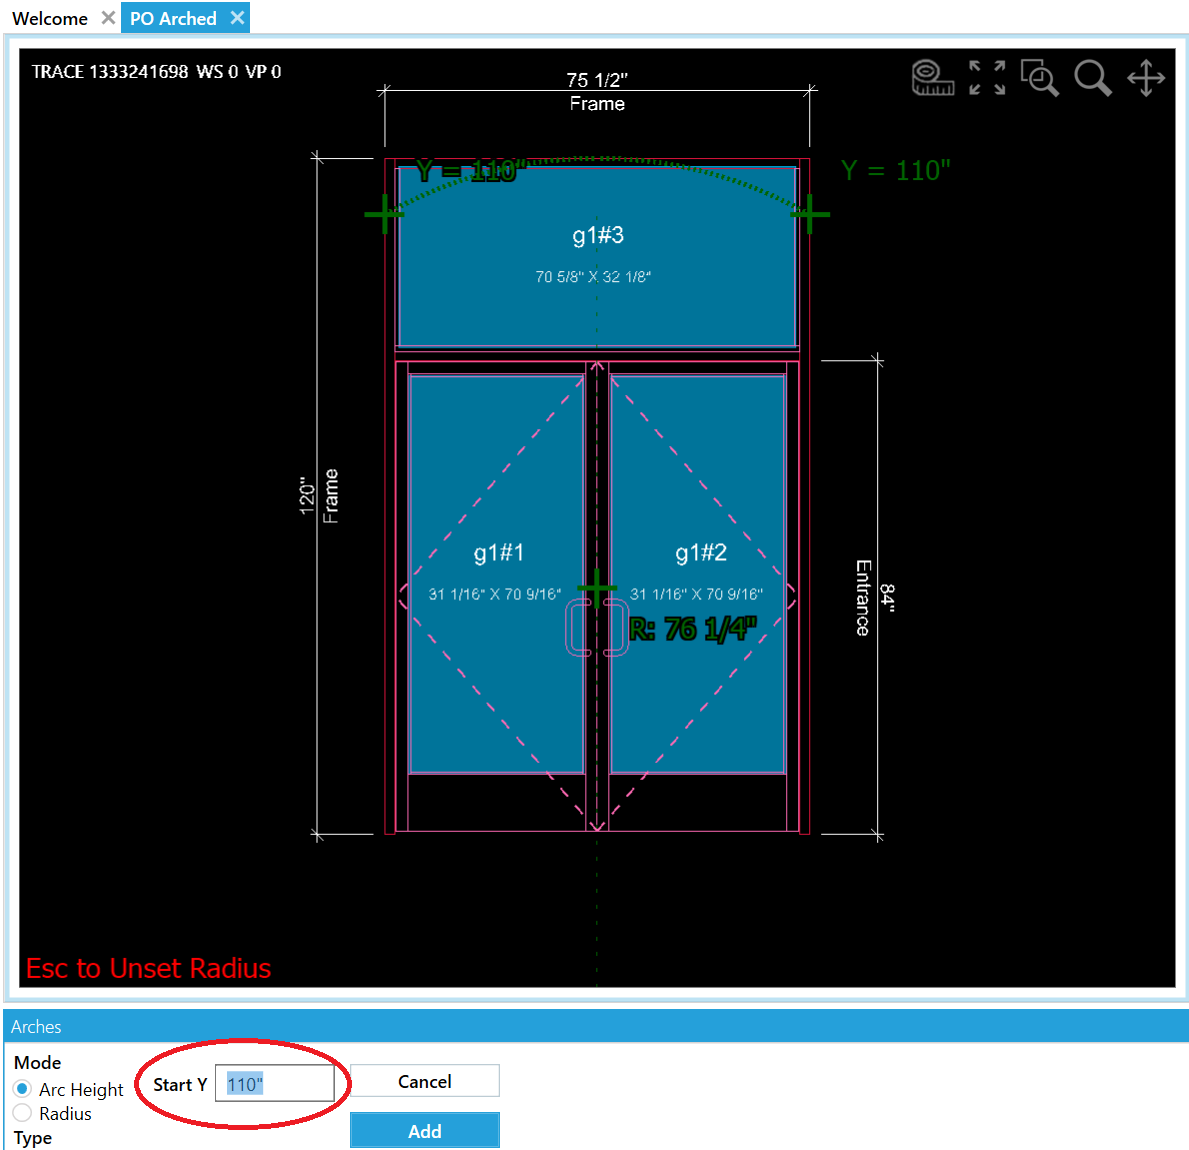 Welcome
PO Arched
TRACE 1333241698 WS 0 VP 0
75 1/2"
Frame
Y = 110"
Y = 110"
g1#3
70 5/8" X 32 1/8"
120"
Frame
g1#1
31 1/16" X 70 9/16"
g1#2
31 1/16" X 70 9/16"
R: 76 1/4"
84"
Entrance
Esc to Unset Radius
Arches
Mode
Arc Height
Radius
Type
Start Y
110"
Cancel
Add